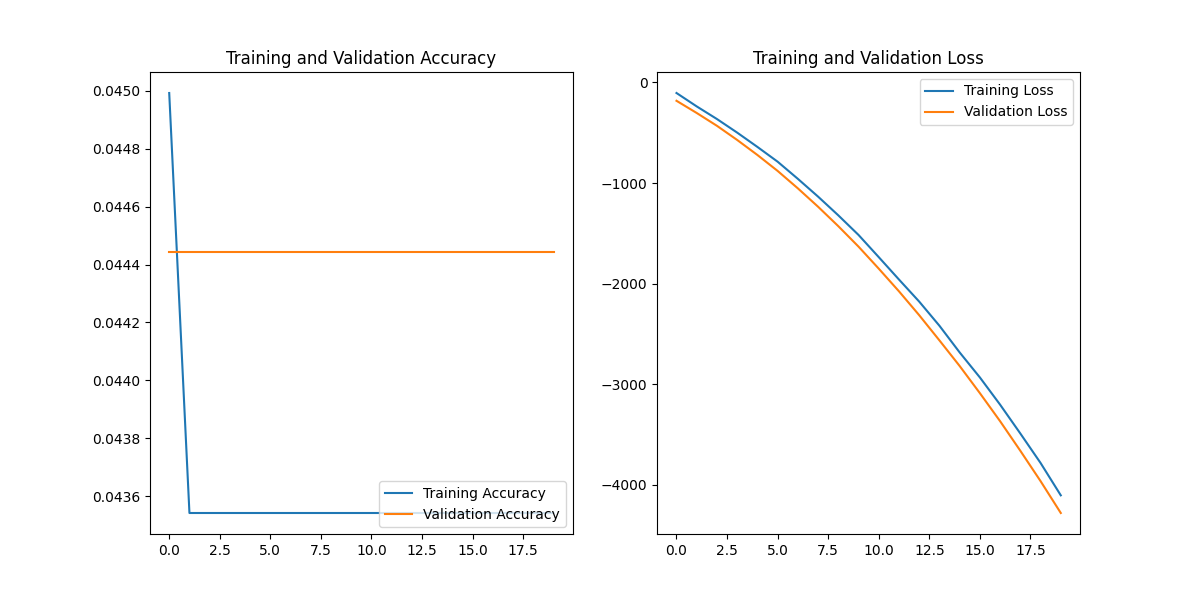 Training and Validation Accuracy
0.0450
0.0448
0.0446
0.0444
0.0442
0.0440
0.0438
0.0436
Training Accuracy
Validation Accuracy
0.0 2.5 5.0 7.5 10.0 12.5 15.0 17.5
Training and Validation Loss
0
−1000
−2000
−3000
−4000
Training Loss
Validation Loss
0.0 2.5 5.0 7.5 10.0 12.5 15.0 17.5